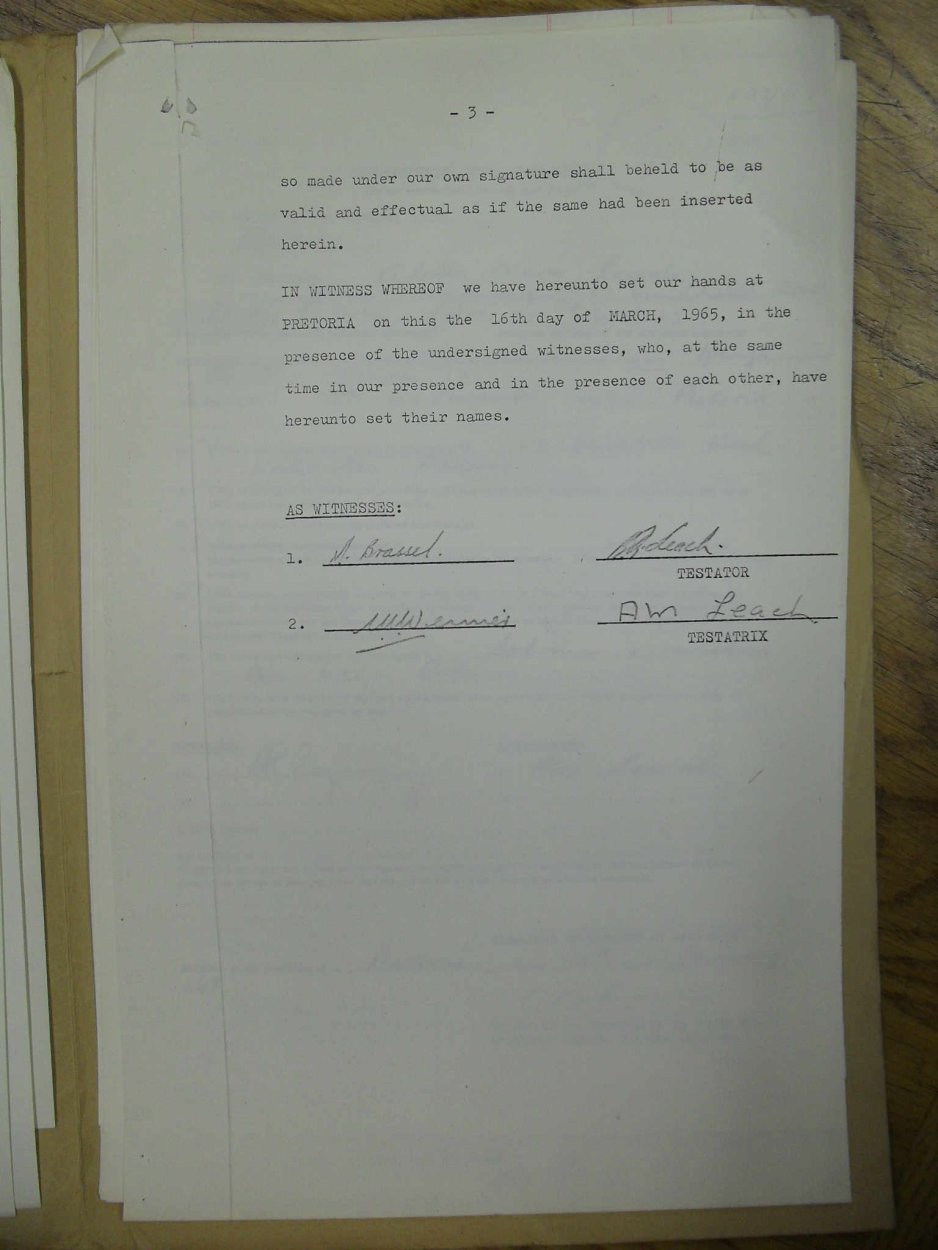 - 3 -
so made under our own signature shall beheld to be as
valid and effectual as if the same had been inserted
herein.
IN WITNESS WHEREOF we have hereunto set our hands at
PRETORIA on this the 16th day of MARCH, 1965, in the
presence of the undersigned witnesses, who, at the same
time in our presence and in the presence of each other, have
hereunto set their names.
AS WITNESSES:
1. Brassel. Leach.
TESTATOR
2. AW Leach
TESTATRIX